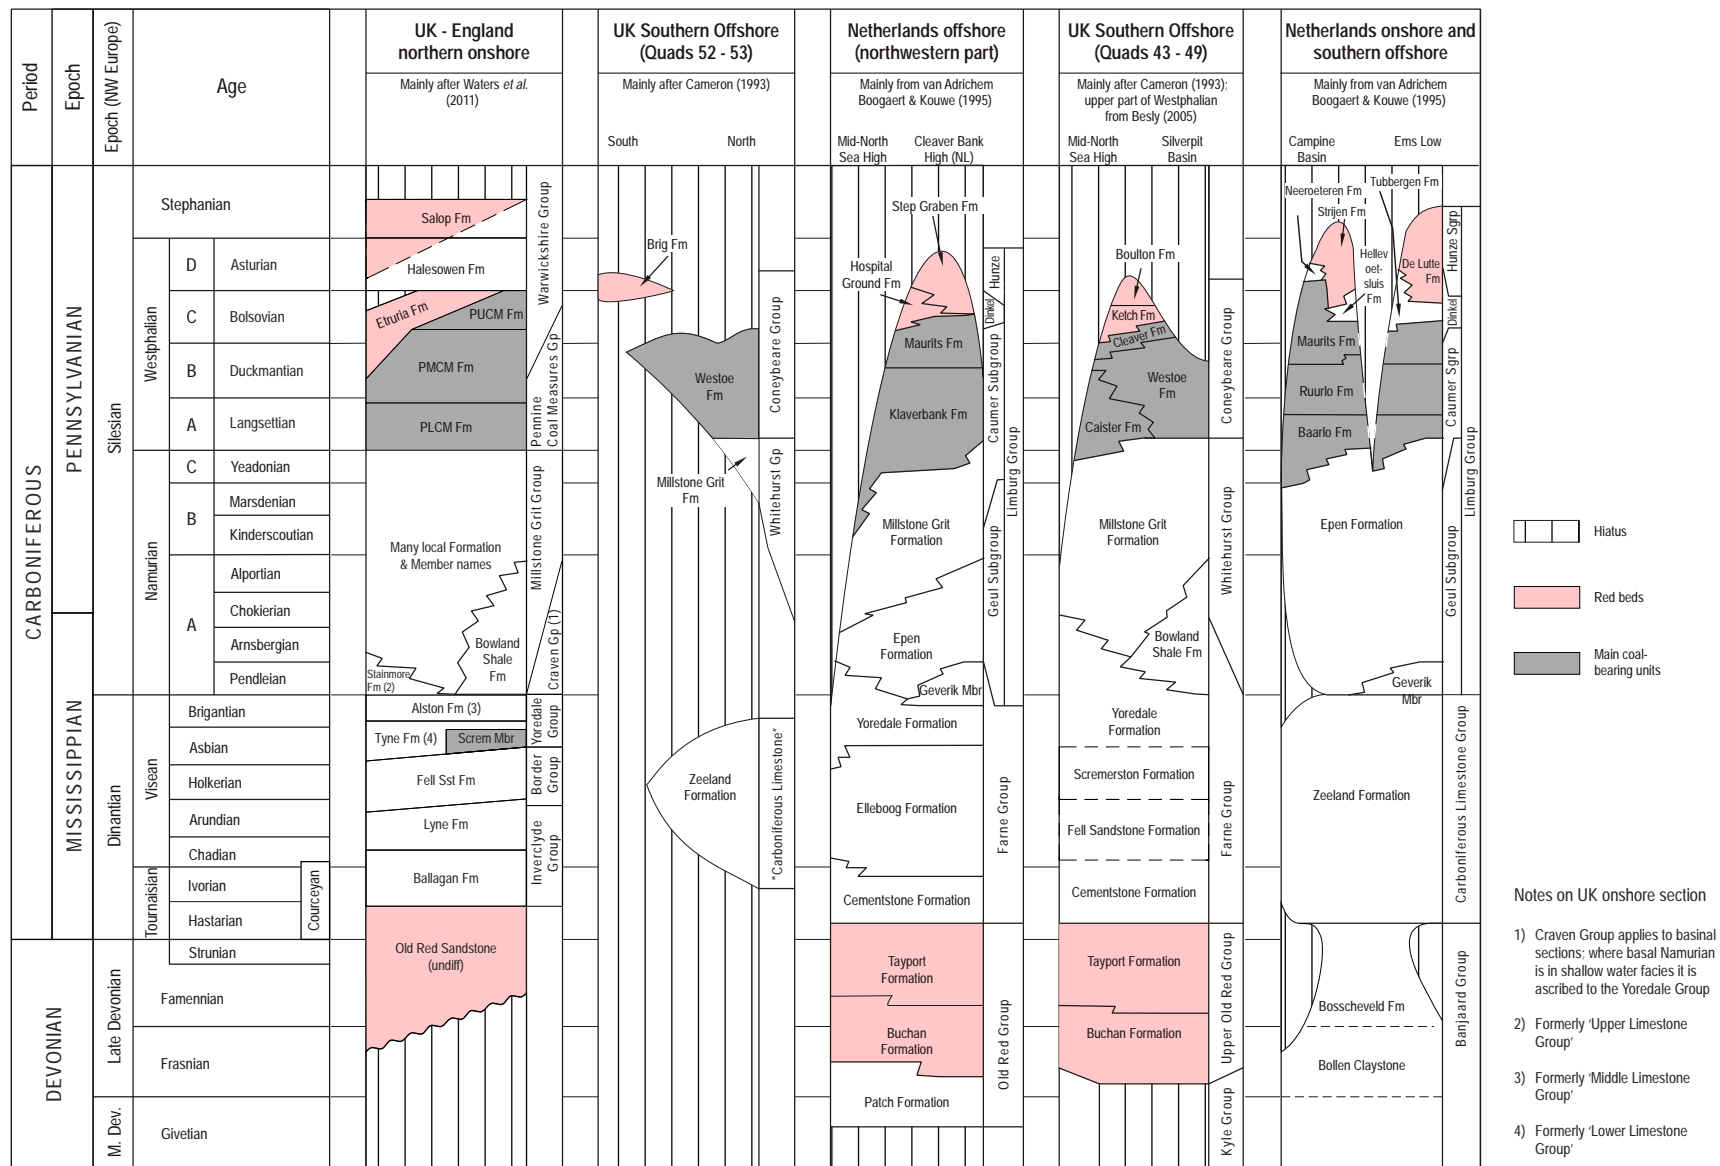 Period
Epoch
Epoch (NW Europe)
Age
UK - England
northern onshore
Mainly after Waters et al.
(2011)
UK Southern Offshore
(Quads 52 - 53)
Mainly after Cameron (1993)
South
North
Netherlands offshore
(northwestern part)
Mainly from van Adrichem
Boogaert & Kouwe (1995)
Mid-North
Sea High
Cleaver Bank
High (NL)
UK Southern Offshore
(Quads 43 - 49)
Mainly after Cameron (1993);
upper part of Westphalian
from Besly (2005)
Mid-North
Sea High
Silverpit
Basin
Netherlands onshore and
southern offshore
Mainly from van Adrichem
Boogaert & Kouwe (1995)
Campine
Basin
Ems Low
CARBONIFEROUS
DEVONIAN
PENNSYLVANIAN
MISSISSIPPIAN
Silesian
Dinantian
Late Devonian
M. Dev.
Stephanian
Westphalian
D
Asturian
C
Bolsovian
B
Duckmantian
A
Langsettian
Namurian
C
Yeadonian
B
Marsdenian
Kinderscoutian
A
Alportian
Chokierian
Arnsbergian
Pendleian
Visean
Brigantian
Asbian
Holkerian
Arundian
Chadian
Tournaisian
Ivorian
Hastarian
Courceyan
Strunian
Famennian
Frasnian
Givetian
Salop Fm
Halesowen Fm
Etruria Fm
PUCM Fm
PMCM Fm
PLCM Fm
Many local Formation
& Member names
Stainmore
Fm (2)
Bowland
Shale
Fm
Alston Fm (3)
Tyne Fm (4)
Screm Mbr
Fell Sst Fm
Lyne Fm
Ballagan Fm
Old Red Sandstone
(undiff)
Warwickshire Group
Pennine
Coal Measures Gp
Millstone Grit Group
Craven Gp (1)
Yoredale
Group
Border
Group
Inverclyde
Group
Brig Fm
Westoe
Fm
Millstone Grit
Fm
Zeeland
Formation
Coneybeare Group
Whitehurst Gp
"Carboniferous Limestone"
Step Graben Fm
Hospital
Ground Fm
Maurits Fm
Klaverbank Fm
Millstone Grit
Formation
Epen
Formation
Geverik Mbr
Yoredale Formation
Elleboog Formation
Cementstone Formation
Tayport
Formation
Buchan
Formation
Patch Formation
Hunze
Dinkel
Caumer Subgroup
Geul Subgroup
Limburg Group
Farne Group
Old Red Group
Boulton Fm
Ketch Fm
Cleaver Fm
Westoe
Fm
Caister Fm
Millstone Grit
Formation
Bowland
Shale Fm
Yoredale
Formation
Scremerston Formation
Fell Sandstone Formation
Cementstone Formation
Tayport Formation
Buchan Formation
Coneybeare Group
Whitehurst Group
Farne Group
Upper Old Red Group
Kyle Group
Neeroeteren Fm
Tubbergen Fm
Strijen Fm
Hellev
oet-
sluis
Fm
De Lutte
Fm
Maurits Fm
Ruurlo Fm
Baarlo Fm
Epen Formation
Geverik
Mbr
Zeeland Formation
Bosscheveld Fm
Bollen Claystone
Hunze Sgrp
Dinkel
Caumer Sgrp
Geul Subgroup
Limburg Group
Carboniferous Limestone Group
Banjaard Group
Hiatus
Red beds
Main coal-
bearing units
Notes on UK onshore section
1) Craven Group applies to basinal
sections; where basal Namurian
is in shallow water facies it is
ascribed to the Yoredale Group
2) Formerly ‘Upper Limestone
Group’
3) Formerly ‘Middle Limestone
Group’
4) Formerly ‘Lower Limestone
Group’